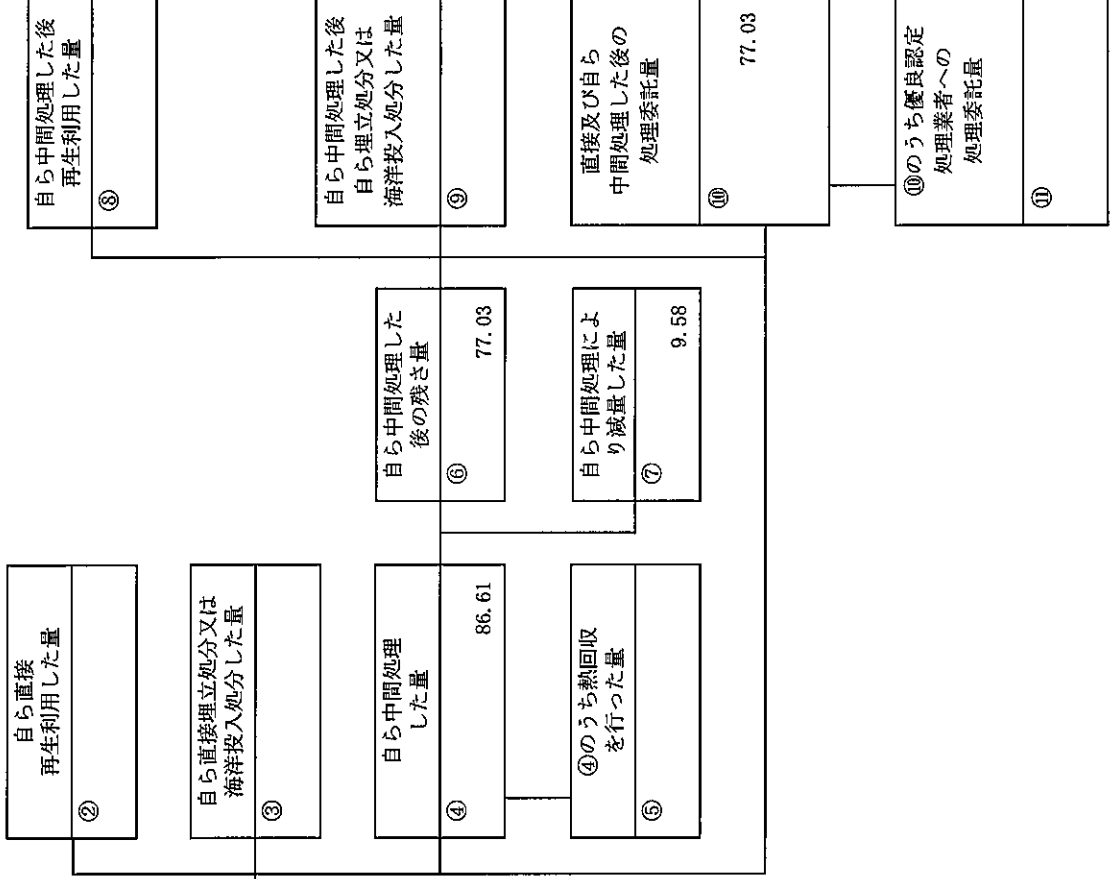 自ら直接
再生利用した量
②
自ら直接埋立処分又は
海洋投入処分した量
③
自ら中間処理
した量
④
86.61
④のうち熱回収
を行った量
⑤
自ら中間処理した
後の残さ量
⑥
77.03
自ら中間処理によ
り減量した量
⑦
9.58
自ら中間処理した後
再生利用した量
⑧
自ら中間処理した後
自ら埋立処分又は
海洋投入処分した量
⑨
直接及び自ら
中間処理した後の
処理委託量
⑩
77.03
⑩のうち優良認定
処理業者への
処理委託量
⑪